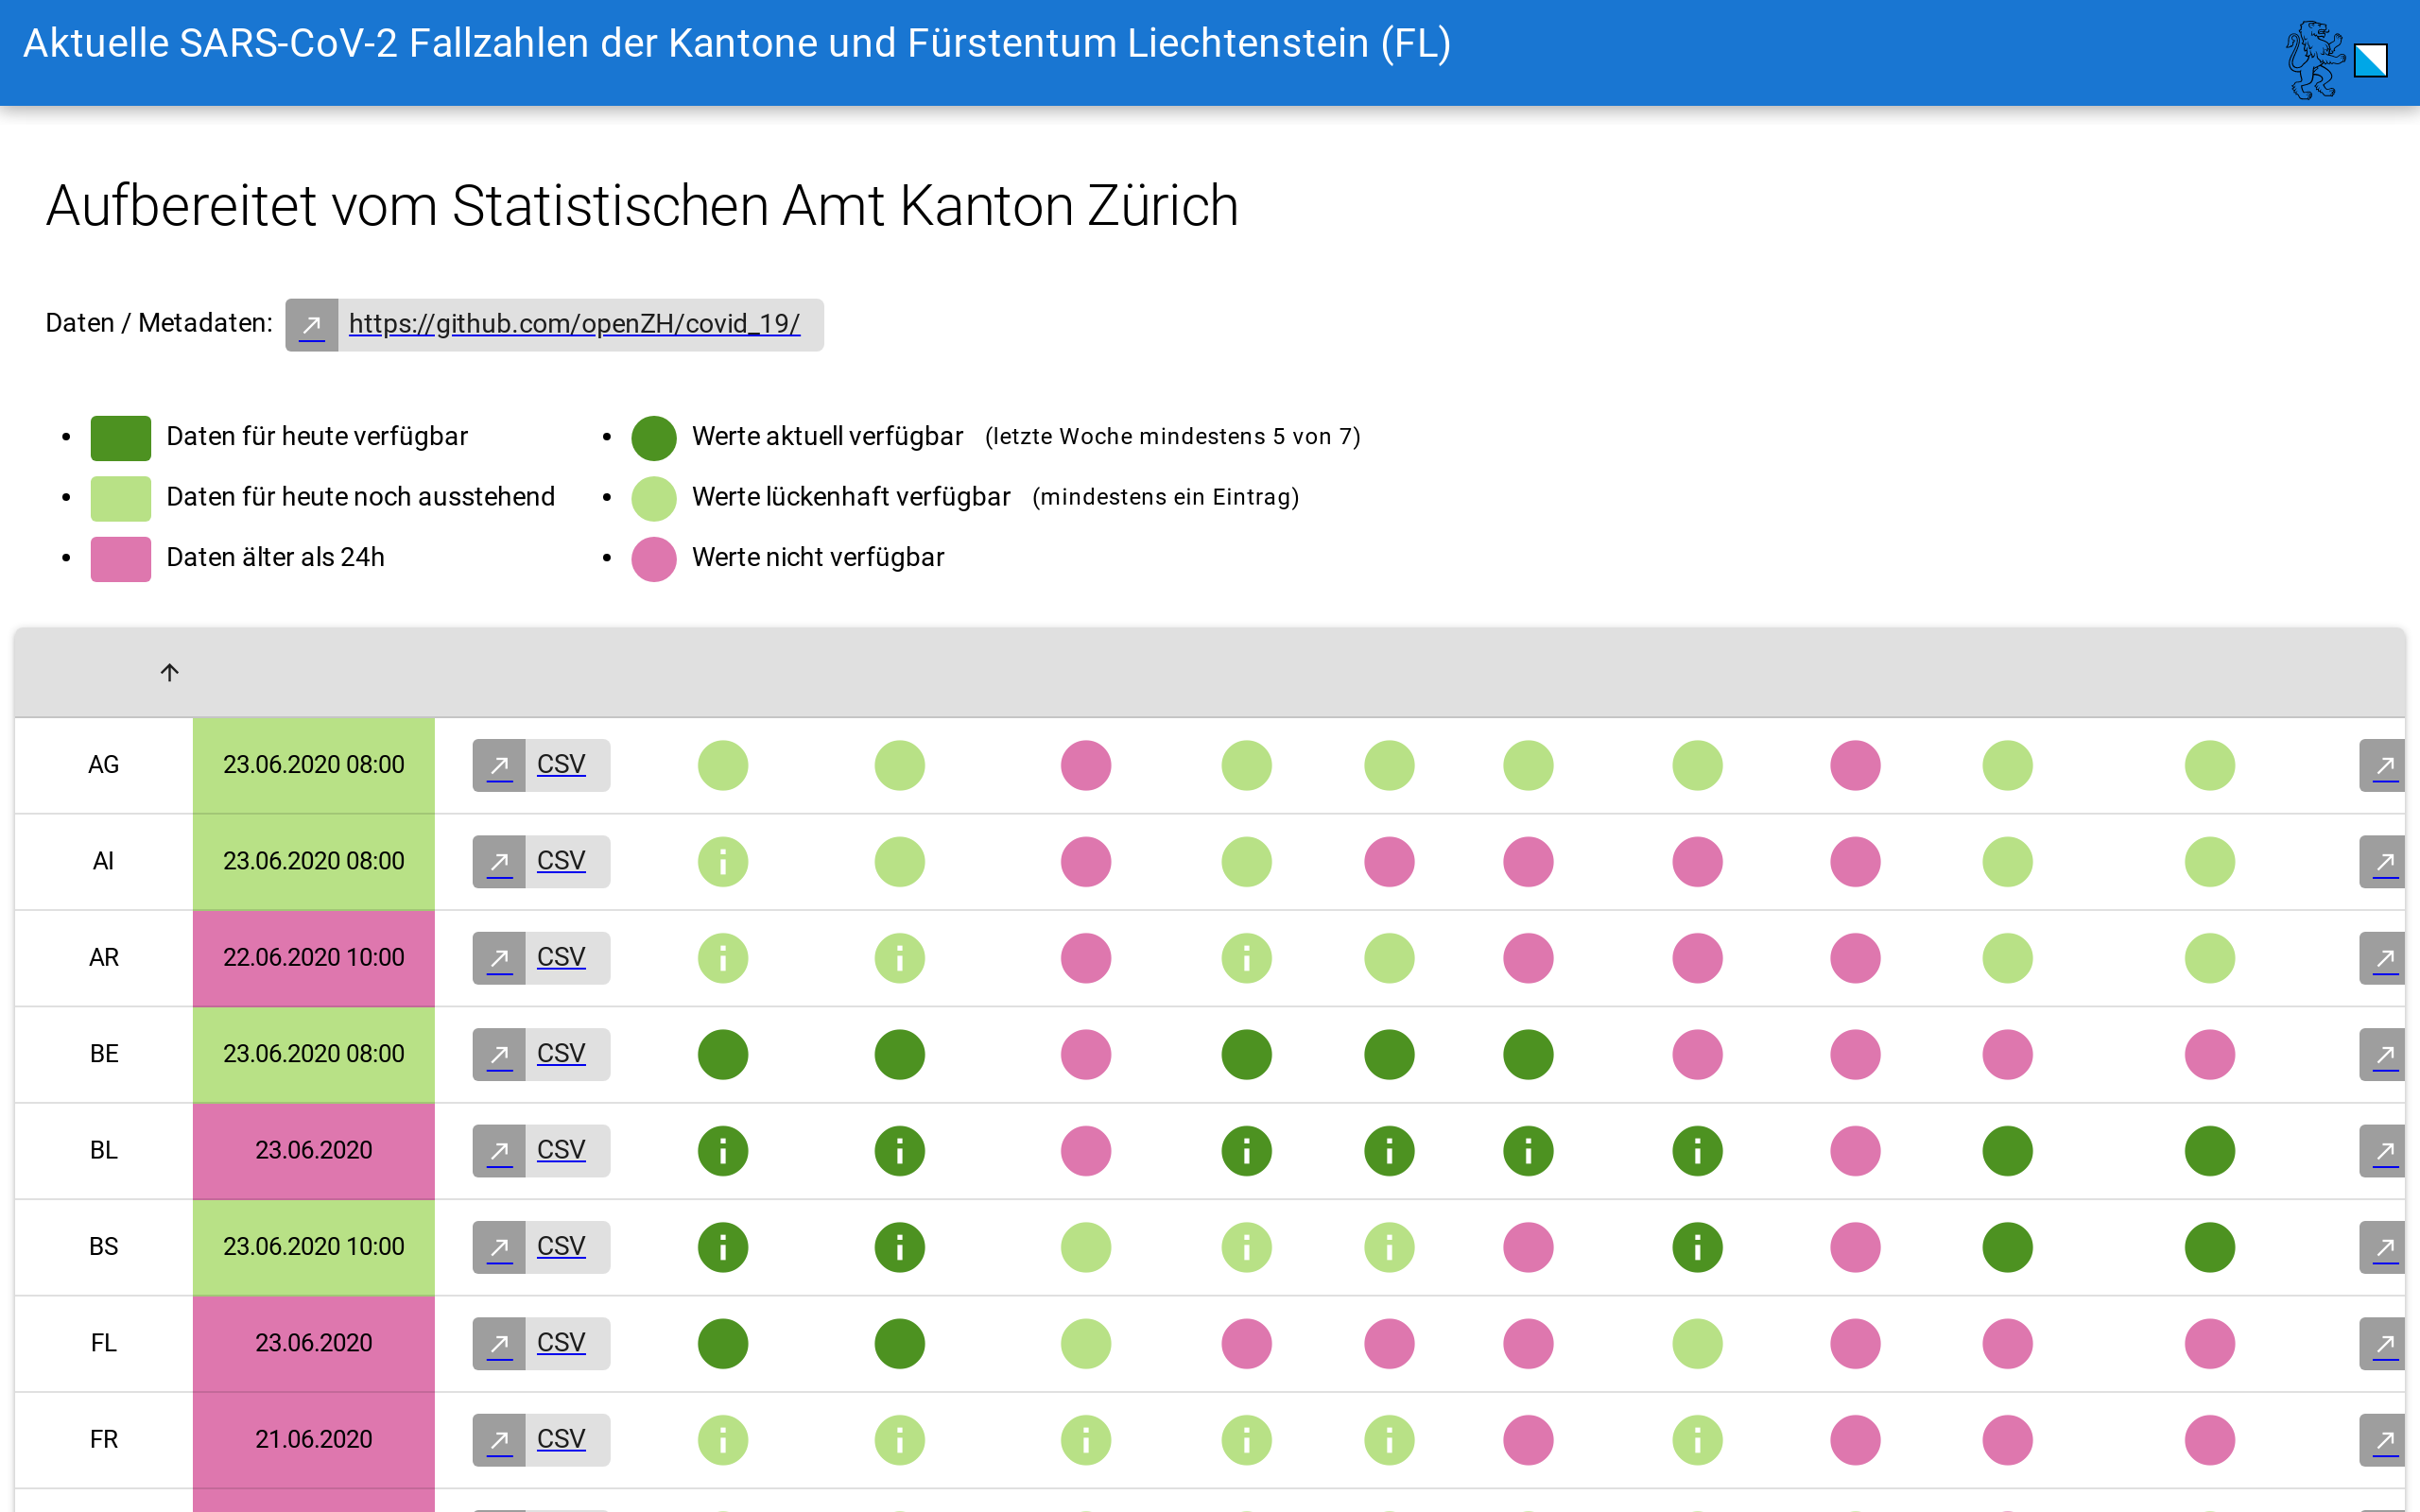 Aktuelle SARS-CoV-2 Fallzahlen der Kantone und Fürstentum Liechtenstein (FL)
Aufbereitet vom Statistischen Amt Kanton Zürich
Daten / Metadaten: https://github.com/openZH/covid_19/
Daten für heute verfügbar
Daten für heute noch ausstehend
Daten älter als 24h
Werte aktuell verfügbar (letzte Woche mindestens 5 von 7)
Werte lückenhaft verfügbar (mindestens ein Eintrag)
Werte nicht verfügbar
AG 23.06.2020 08:00 CSV
AI 23.06.2020 08:00 CSV
AR 22.06.2020 10:00 CSV
BE 23.06.2020 08:00 CSV
BL 23.06.2020 CSV
BS 23.06.2020 10:00 CSV
FL 23.06.2020 CSV
FR 21.06.2020 CSV